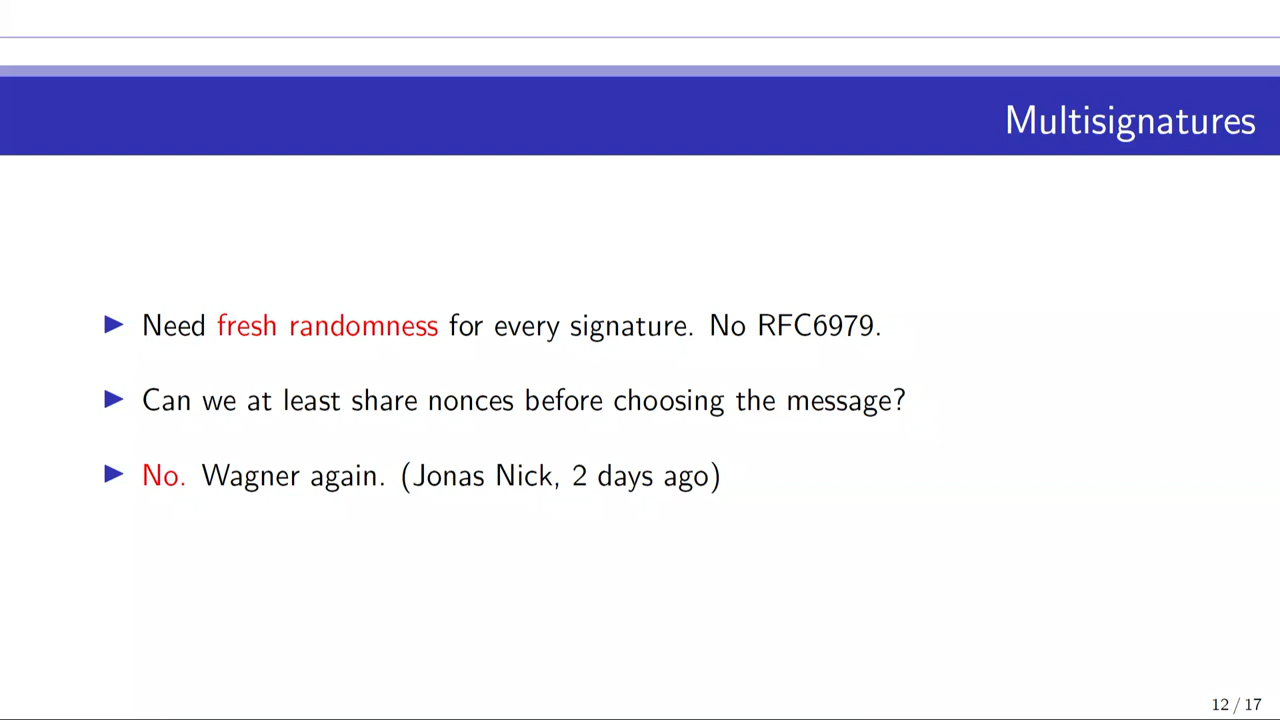 Multisignatures
▶ Need fresh randomness for every signature. No RFC6979.
▶ Can we at least share nonces before choosing the message?
▶ No. Wagner again. (Jonas Nick, 2 days ago)
12 / 17